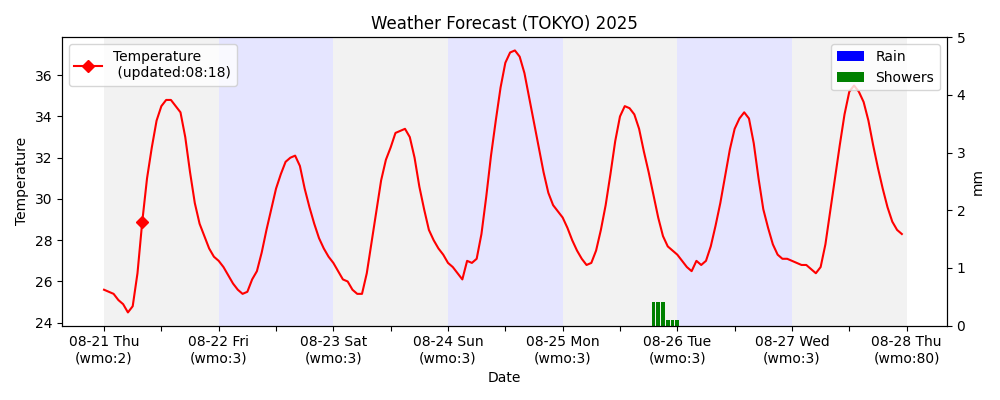 Weather Forecast (TOKYO) 2025
Temperature
(updated:08:18)
Rain
Showers
36
34
32
30
28
26
24
Temperature
5
4
3
2
1
0
mm
08-21 Thu
(wmo:2)
08-22 Fri
(wmo:3)
08-23 Sat
(wmo:3)
08-24 Sun
(wmo:3)
08-25 Mon
(wmo:3)
08-26 Tue
(wmo:3)
08-27 Wed
(wmo:3)
08-28 Thu
(wmo:80)
Date